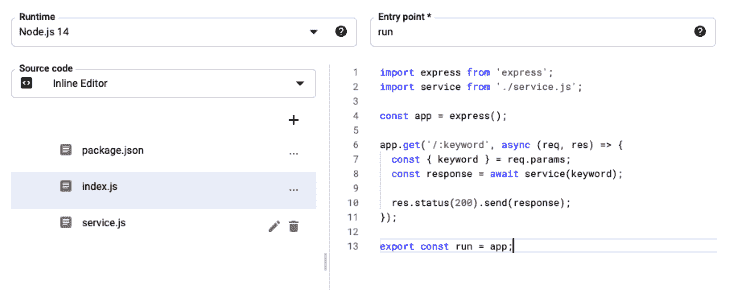 Runtime
Node.js 14
Entry point *
run
Source code
Inline Editor
package.json
...
index.js
...
service.js
1 import express from 'express';
2 import service from './service.js';
3
4 const app = express();
5
6 app.get('/:keyword', async (req, res) => {
7 const { keyword } = req.params;
8 const response = await service(keyword);
9
10 res.status(200).send(response);
11 });
12
13 export const run = app;